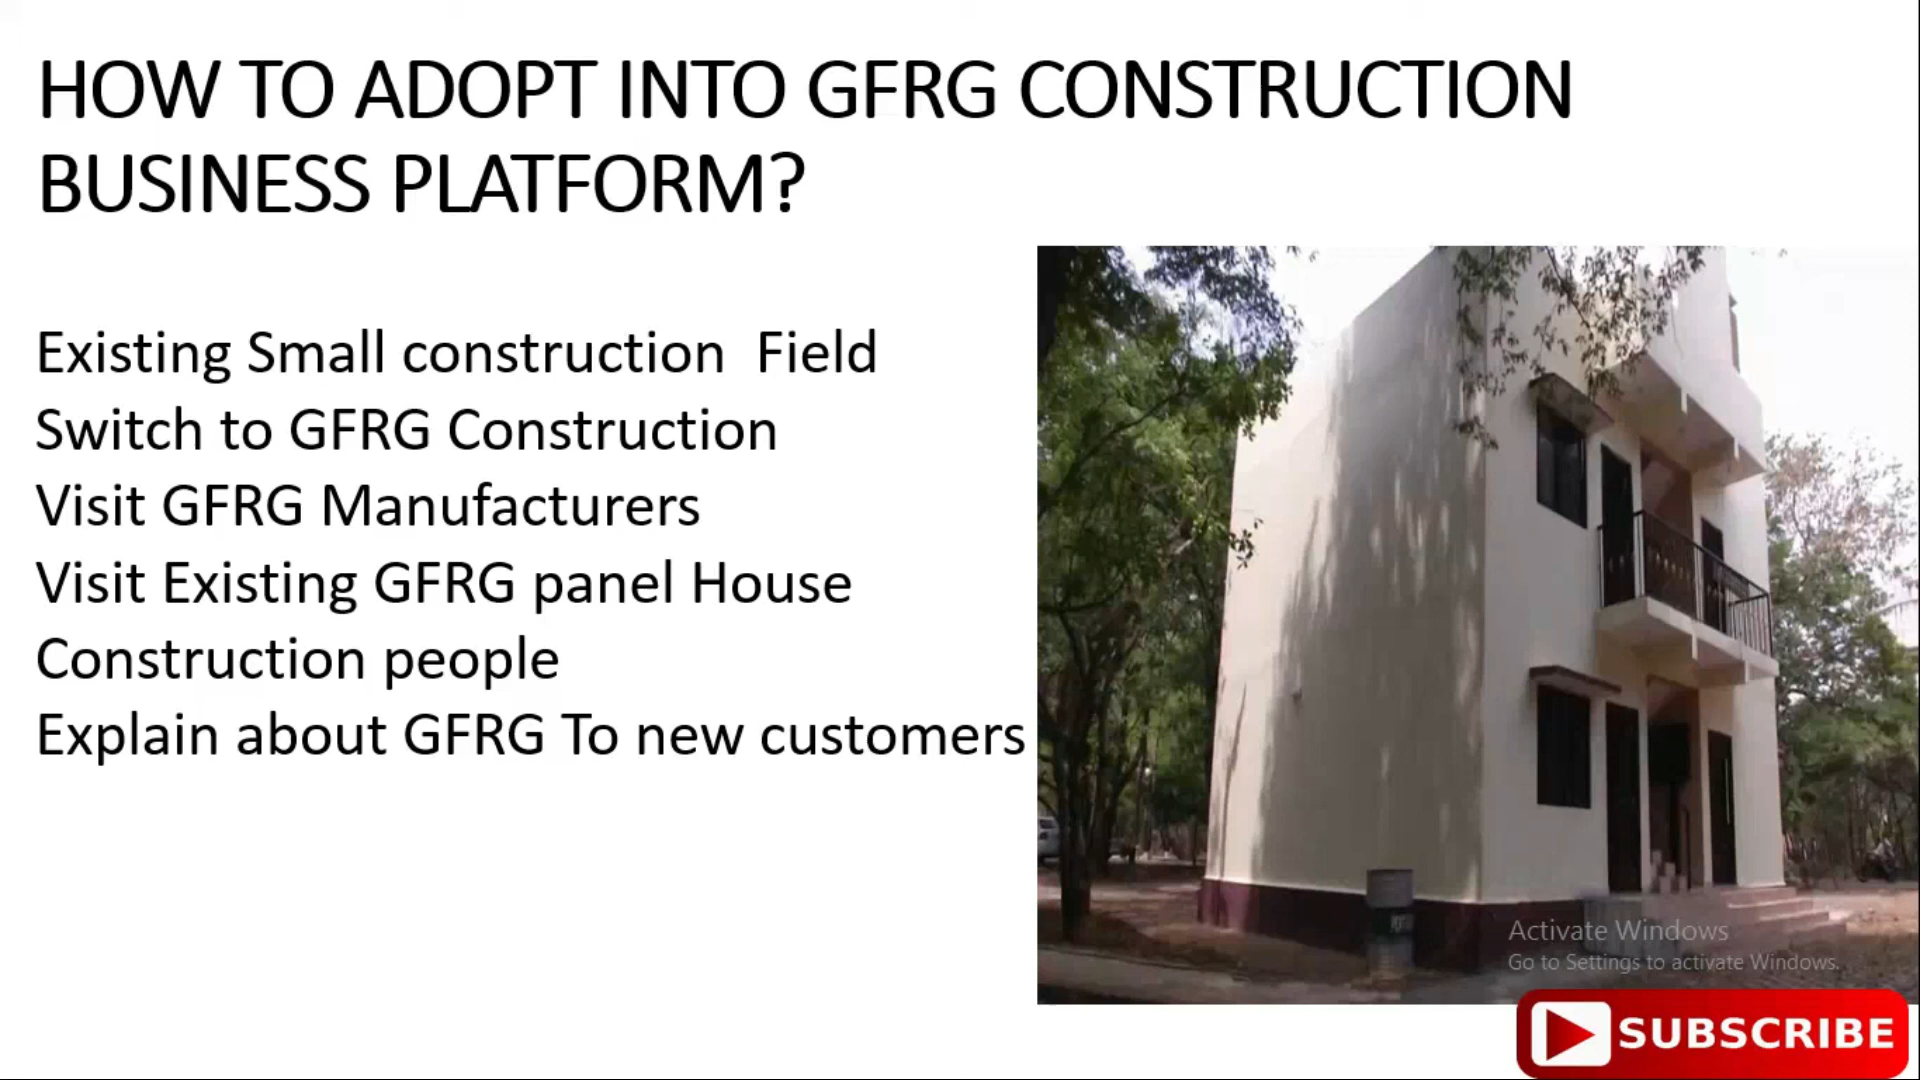 HOW TO ADOPT INTO GFRG CONSTRUCTION
BUSINESS PLATFORM?
Existing Small construction  Field
Switch to GFRG Construction
Visit GFRG Manufacturers
Visit Existing GFRG panel House
Construction people
Explain about GFRG To new customers
Activate Windows
Go to Settings to activate Windows.
SUBSCRIBE